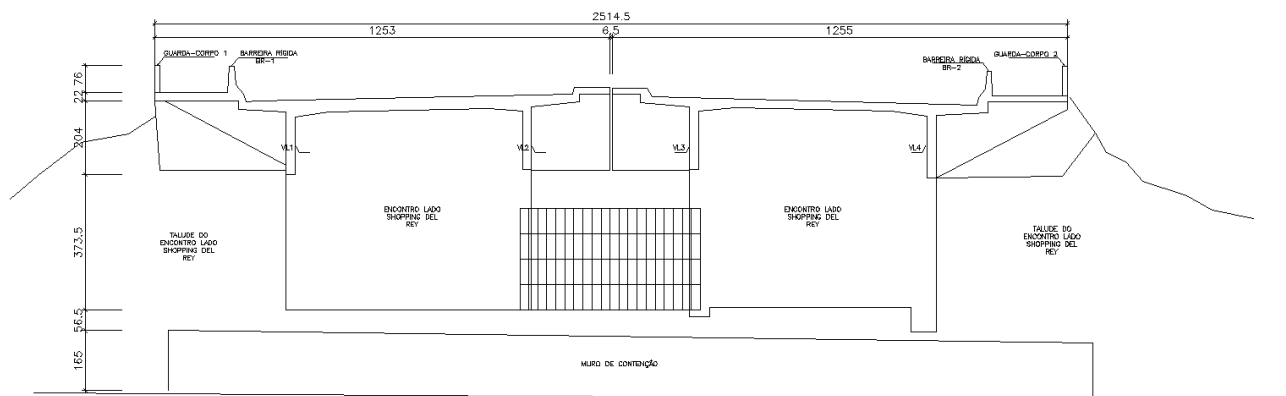 2514.5
1253
6.5
1255
GUARDA-CORPO 1
BARREIRA RÍGIDA
BR-1
BARREIRA RÍGIDA
BR-2
GUARDA-CORPO 2
76
22
204
373.5
56.5
165
VL1
VL2
VL3
VL4
ENCONTRO LADO
SHOPPING DEL
REY
ENCONTRO LADO
SHOPPING DEL
REY
TALUDE DO
ENCONTRO LADO
SHOPPING DEL
REY
TALUDE DO
ENCONTRO LADO
SHOPPING DEL
REY
MURO DE CONTENÇÃO